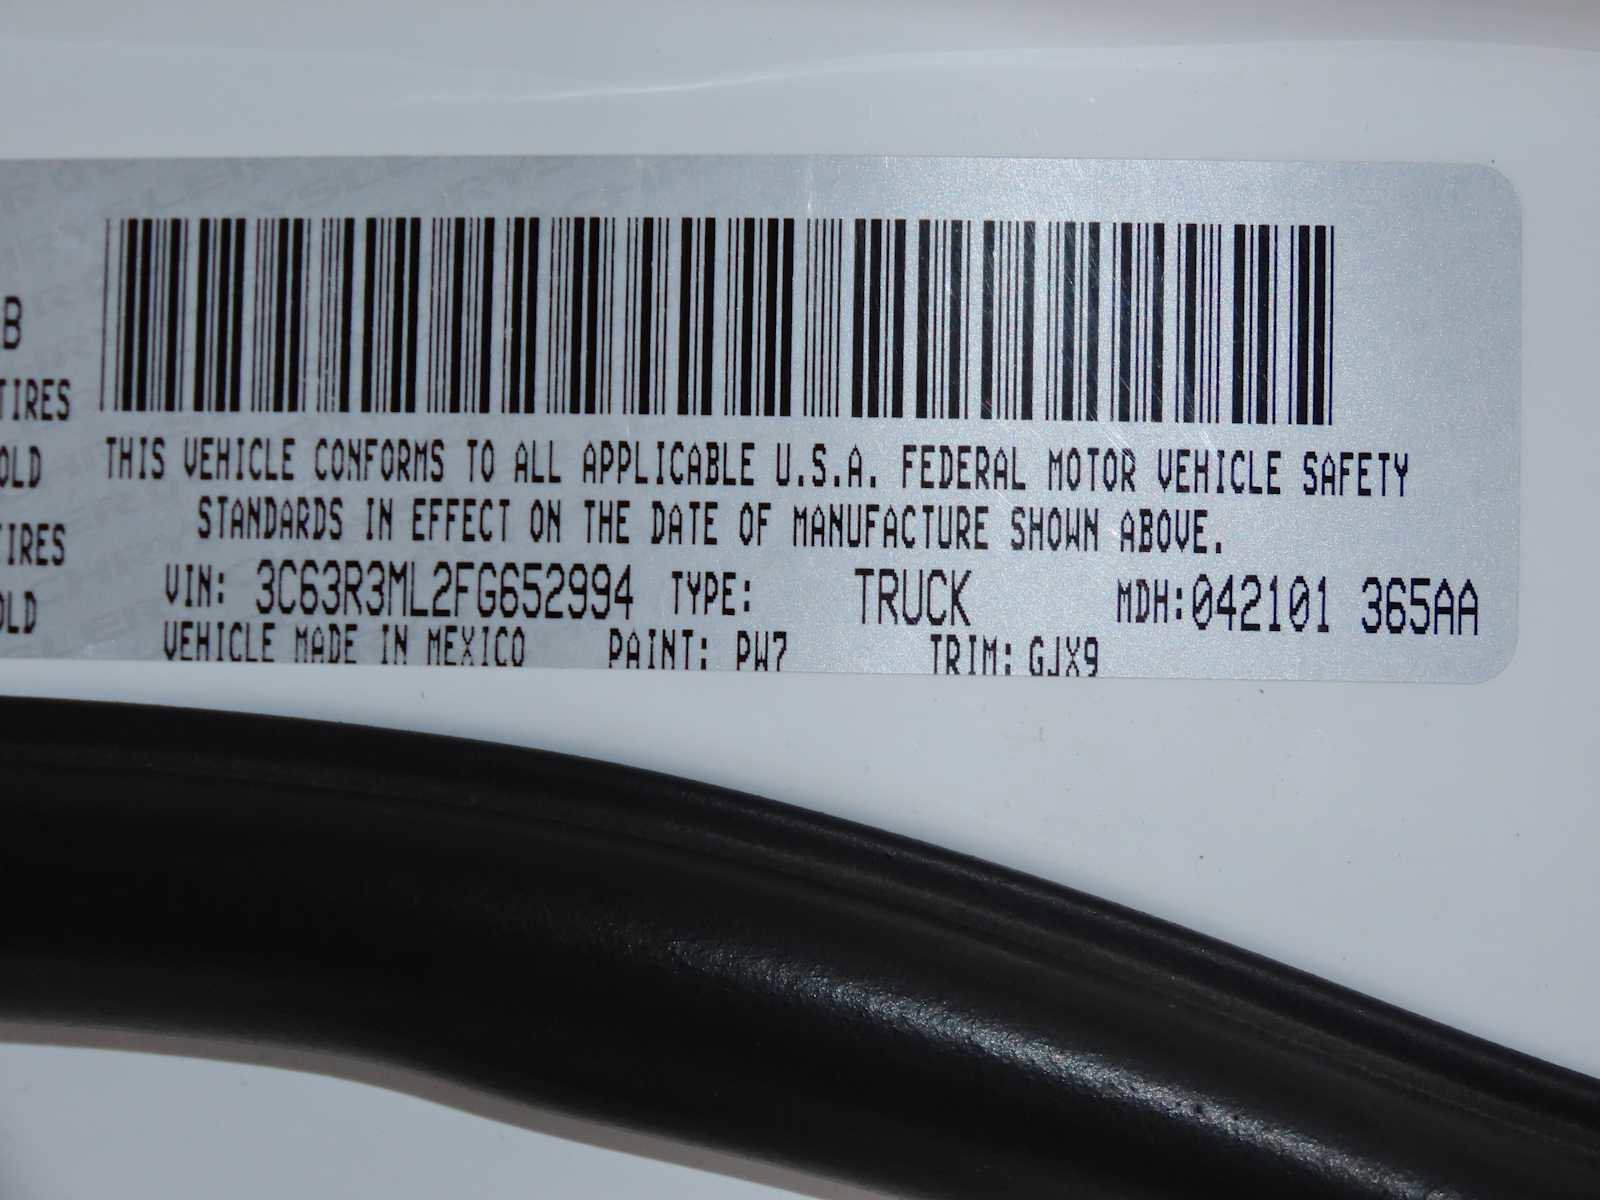 B
TIRES
OLD
THIS VEHICLE CONFORMS TO ALL APPLICABLE U.S.A. FEDERAL MOTOR VEHICLE SAFETY
TIRES
STANDARDS IN EFFECT ON THE DATE OF MANUFACTURE SHOWN ABOVE.
OLD
VIN: 3C63R3ML2FG652994 TYPE: TRUCK MDH:042101 365AA
VEHICLE MADE IN MEXICO PAINT: PW7 TRIM: GJX9